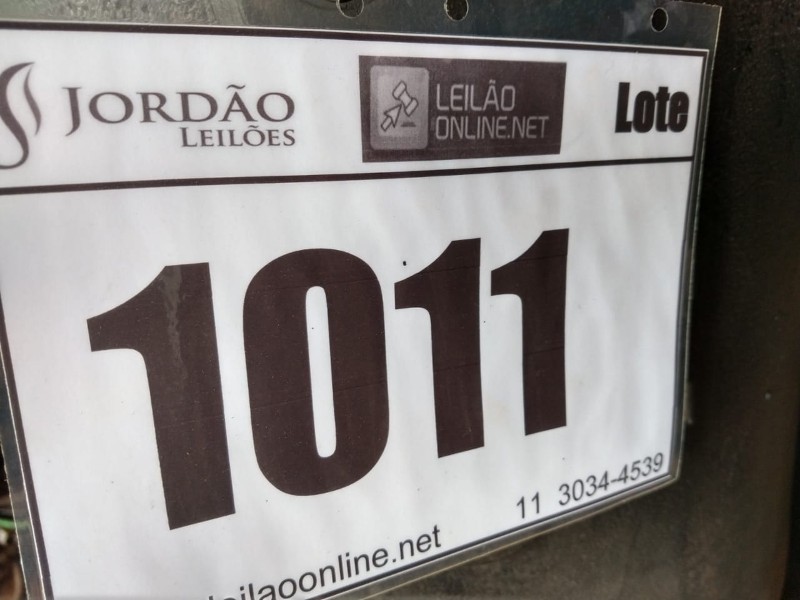 JORDÃO
LEILÕES
LEILÃO
ONLINE.NET
Lote
1011
leilaoonline.net
11 3034-4539